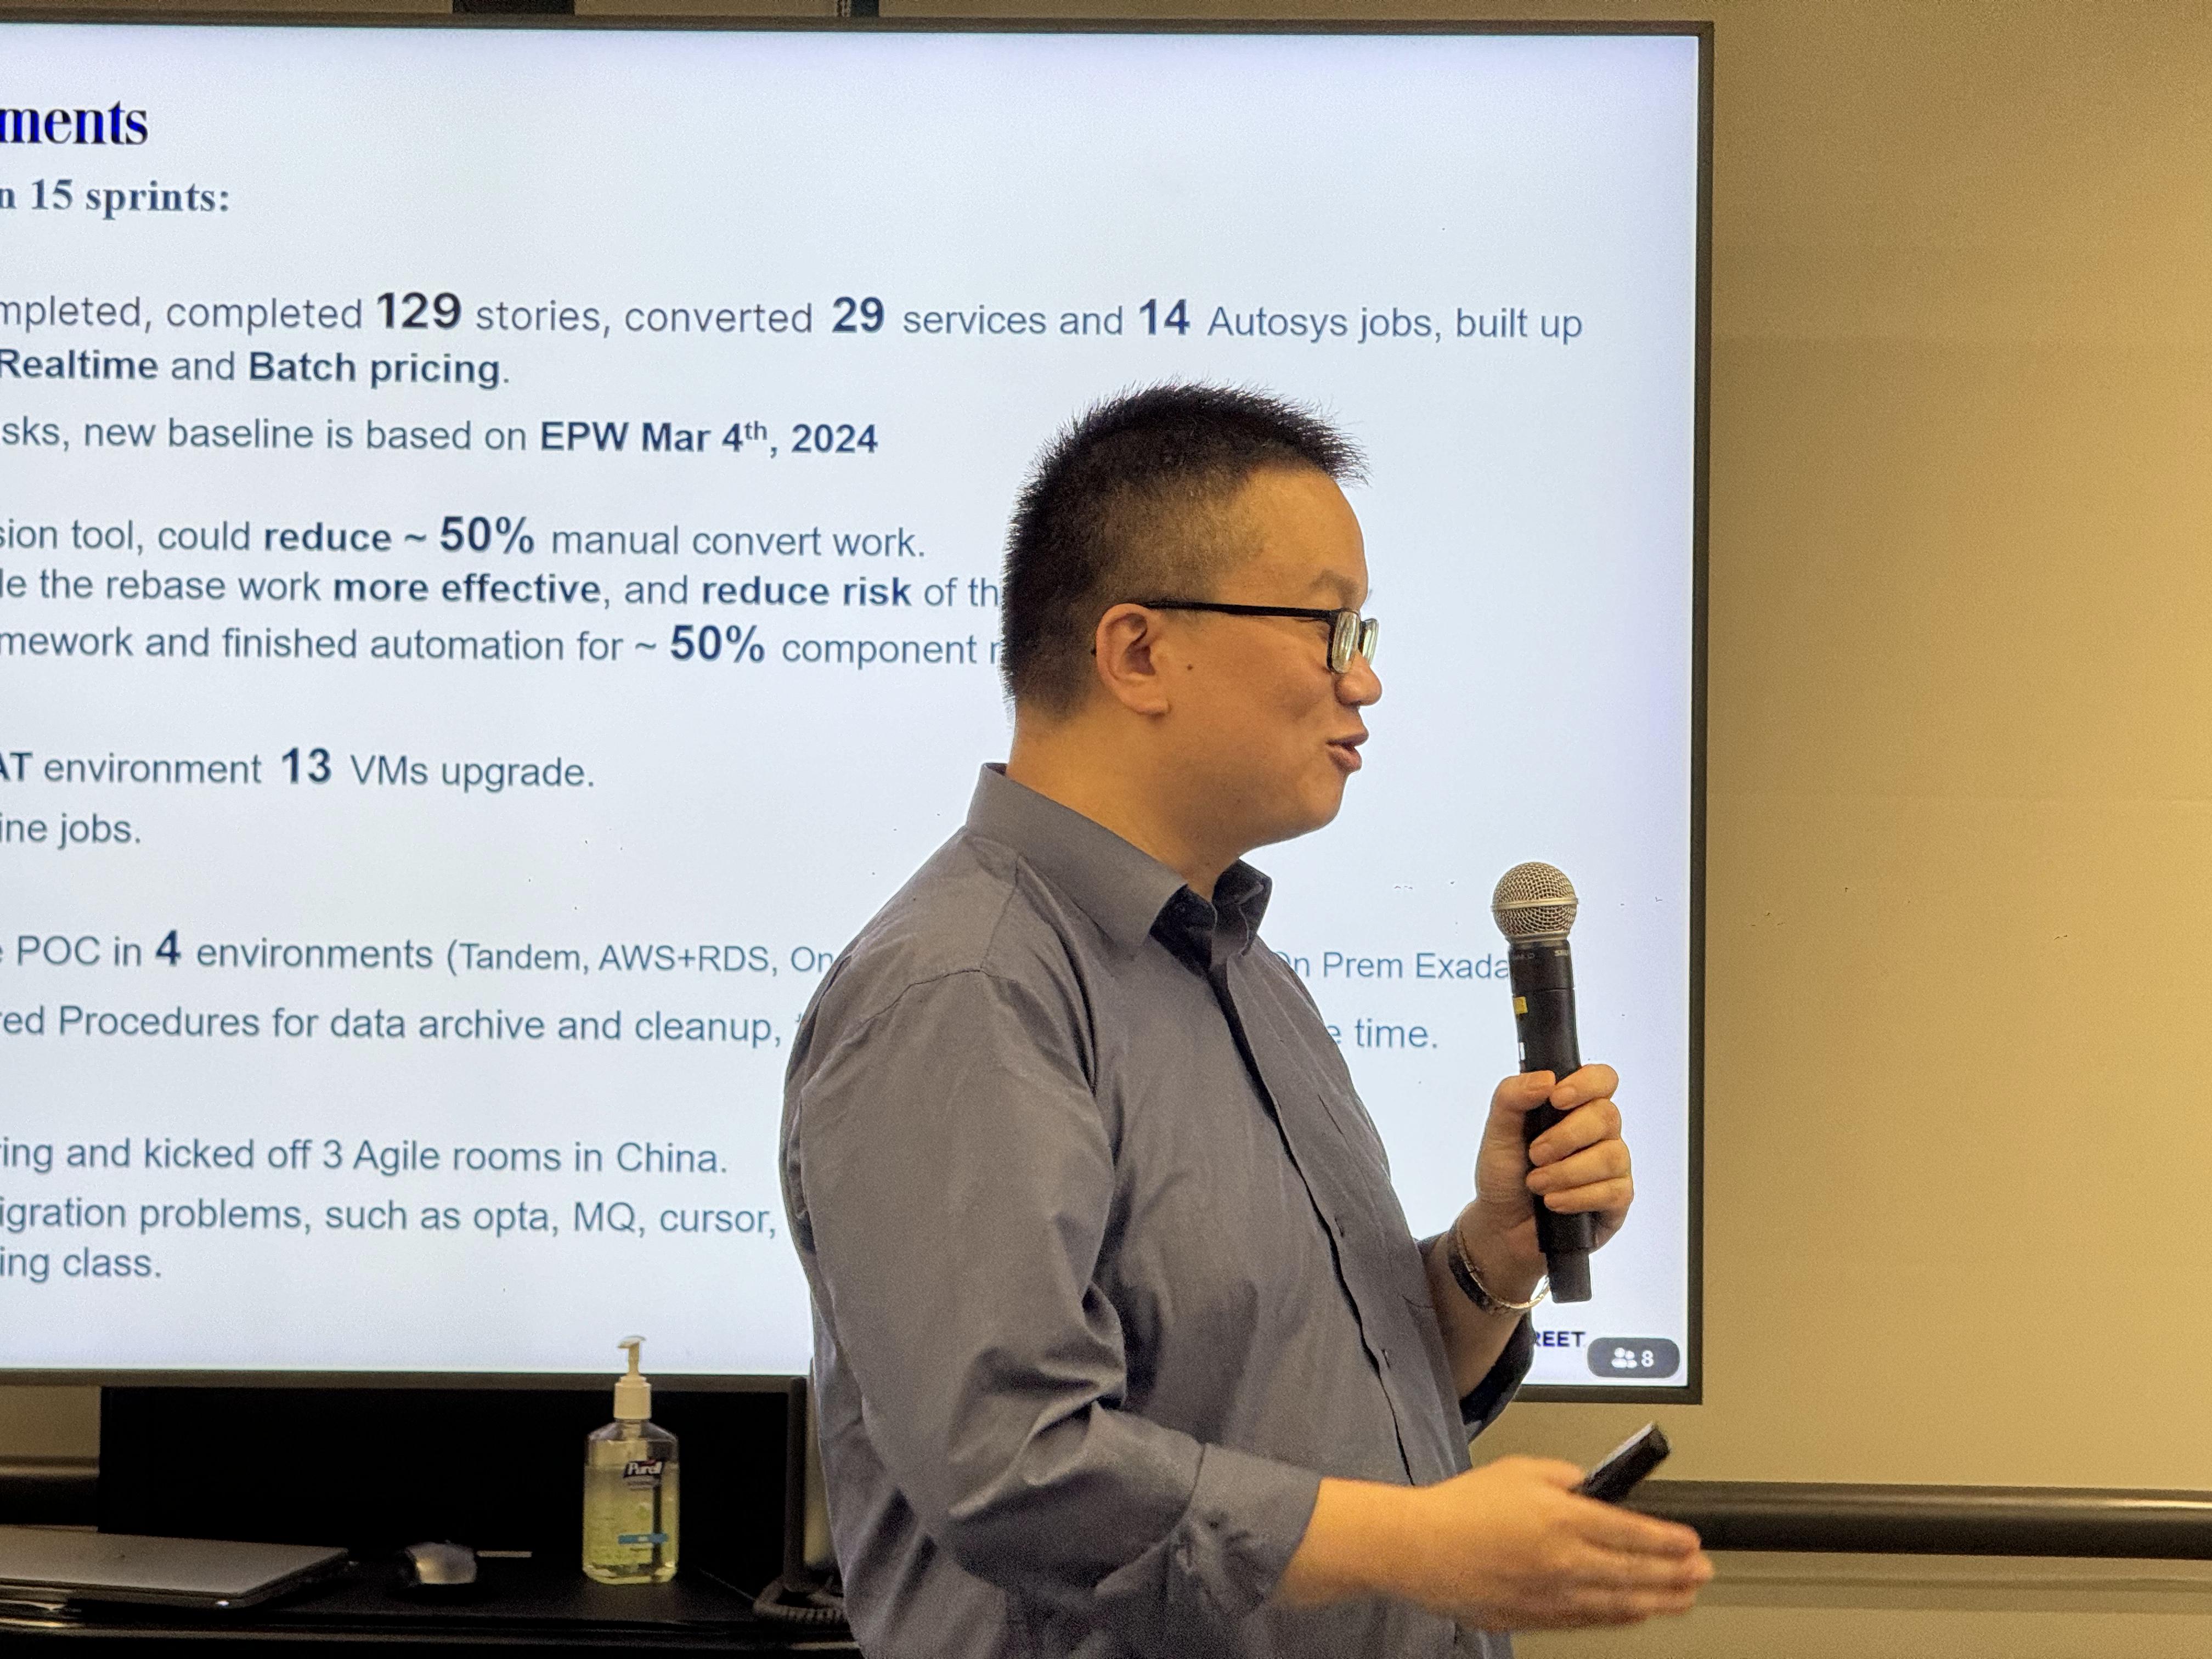 ments
n 15 sprints:
mpleted, completed 129 stories, converted 29 services and 14 Autosys jobs, built up
Realtime and Batch pricing.
sks, new baseline is based on EPW Mar 4th, 2024
sion tool, could reduce ~ 50% manual convert work.
le the rebase work more effective, and reduce risk of th
mework and finished automation for ~ 50% component r
AT environment 13 VMs upgrade.
ine jobs.
e POC in 4 environments (Tandem, AWS+RDS, On n Prem Exada
red Procedures for data archive and cleanup, e time.
ring and kicked off 3 Agile rooms in China.
igration problems, such as opta, MQ, cursor,
ing class.
REET
8
Purell